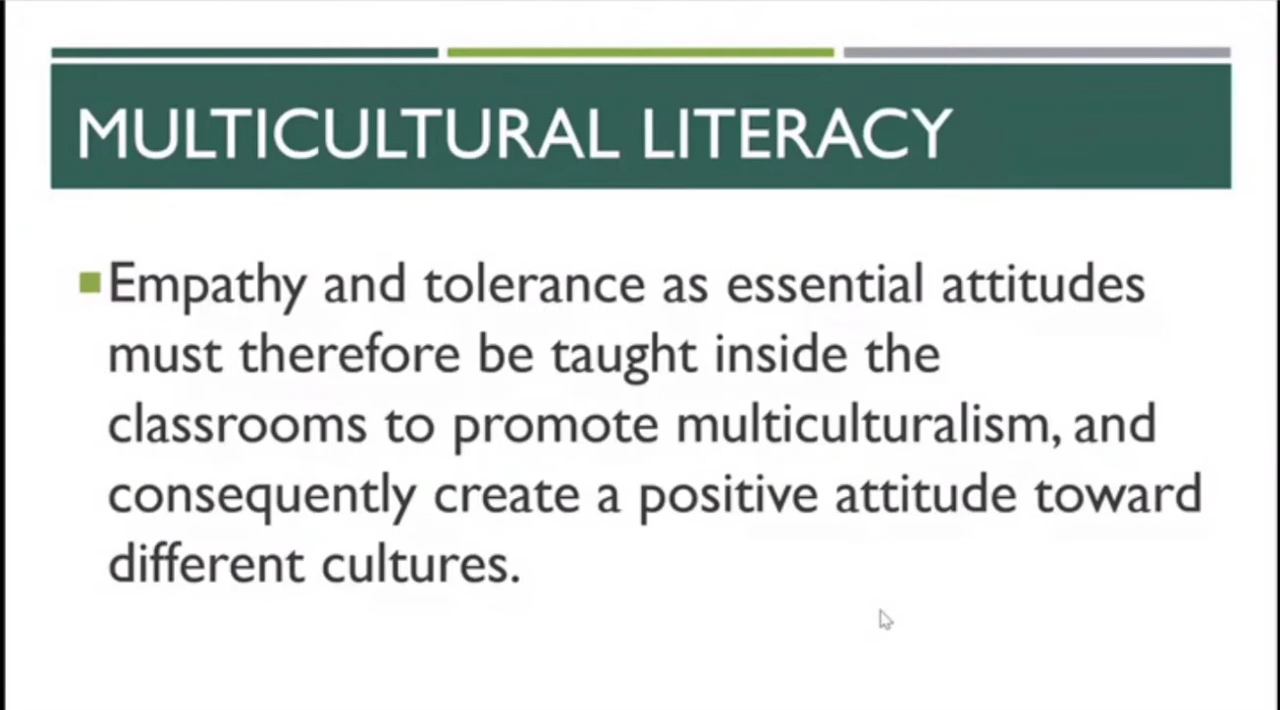 MULTICULTURAL LITERACY
Empathy and tolerance as essential attitudes
must therefore be taught inside the
classrooms to promote multiculturalism, and
consequently create a positive attitude toward
different cultures.